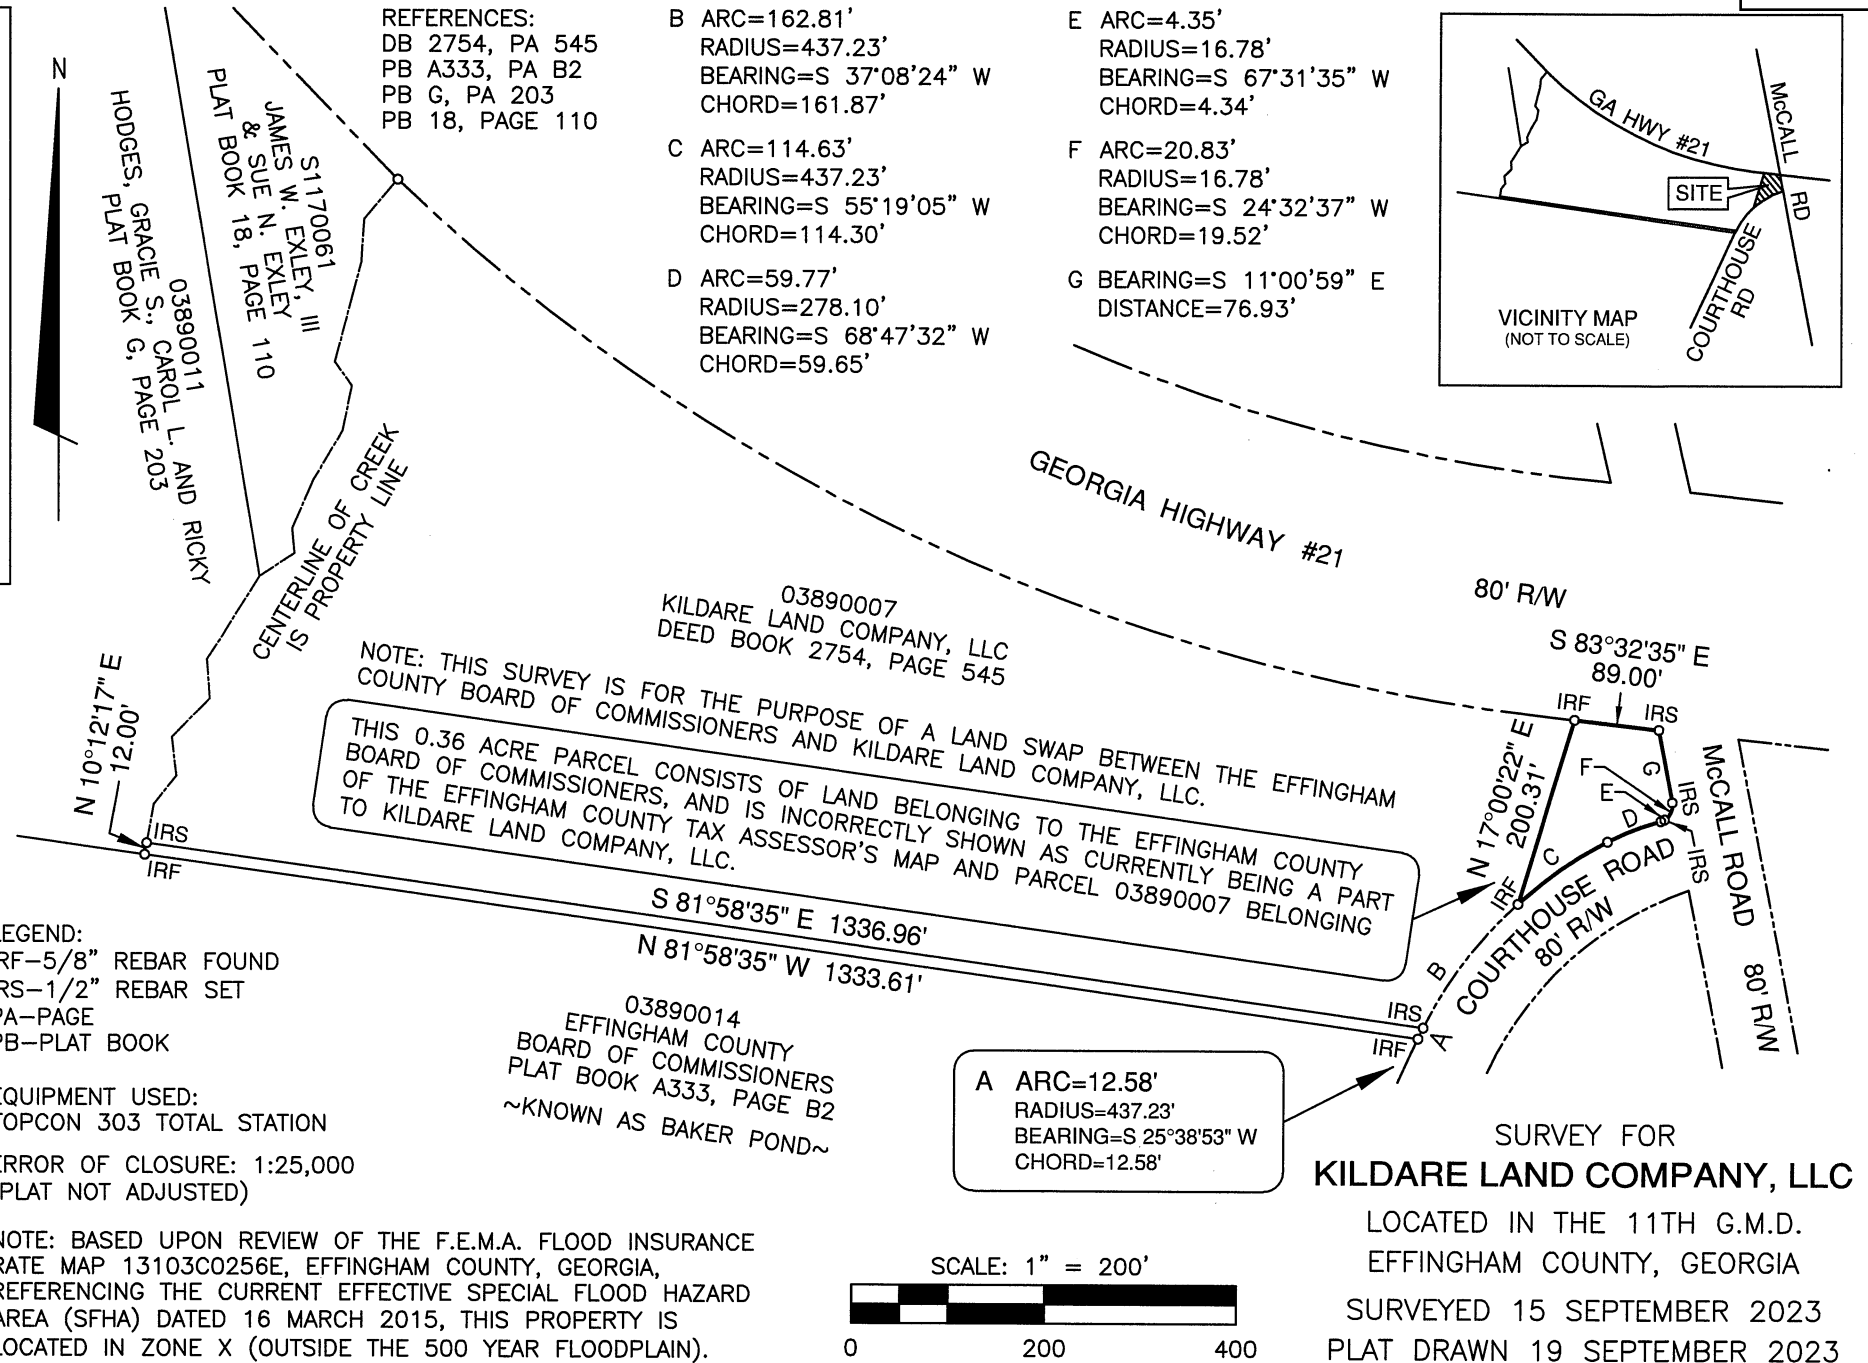 REFERENCES:
DB 2754, PA 545
PB A333, PA B2
PB G, PA 203
PB 18, PAGE 110
B ARC=162.81'
RADIUS=437.23'
BEARING=S 37°08'24" W
CHORD=161.87'
C ARC=114.63'
RADIUS=437.23'
BEARING=S 55°19'05" W
CHORD=114.30'
D ARC=59.77'
RADIUS=278.10'
BEARING=S 68°47'32" W
CHORD=59.65'
E ARC=4.35'
RADIUS=16.78'
BEARING=S 67°31'35" W
CHORD=4.34'
F ARC=20.83'
RADIUS=16.78'
BEARING=S 24°32'37" W
CHORD=19.52'
G BEARING=S 11°00'59" E
DISTANCE=76.93'
GA HWY #21
McCALL
RD
SITE
COURTHOUSE
RD
VICINITY MAP
(NOT TO SCALE)
N
03890011
HODGES, GRACIE S., CAROL L. AND RICKY
PLAT BOOK G, PAGE 203
S1170061
JAMES W. EXLEY, III
& SUE N. EXLEY
PLAT BOOK 18, PAGE 110
CENTERLINE OF CREEK
IS PROPERTY LINE
GEORGIA HIGHWAY #21
80' R/W
S 83°32'35" E
89.00'
IRF
IRS
03890007
KILDARE LAND COMPANY, LLC
DEED BOOK 2754, PAGE 545
NOTE: THIS SURVEY IS FOR THE PURPOSE OF A LAND SWAP BETWEEN THE EFFINGHAM
COUNTY BOARD OF COMMISSIONERS AND KILDARE LAND COMPANY, LLC.
THIS 0.36 ACRE PARCEL CONSISTS OF LAND BELONGING TO THE EFFINGHAM COUNTY
BOARD OF COMMISSIONERS, AND IS INCORRECTLY SHOWN AS CURRENTLY BEING A PART
OF THE EFFINGHAM COUNTY TAX ASSESSOR'S MAP AND PARCEL 03890007 BELONGING
TO KILDARE LAND COMPANY, LLC.
N 17°00'22" E
200.31'
F
E
G
D
C
IRS
IRS
IRF
McCALL ROAD
80' R/W
COURTHOUSE ROAD
80' R/W
B
A
IRS
IRF
N 10°12'17" E
12.00'
IRS
IRF
S 81°58'35" E 1336.96'
N 81°58'35" W 1333.61'
03890014
EFFINGHAM COUNTY
BOARD OF COMMISSIONERS
PLAT BOOK A333, PAGE B2
~KNOWN AS BAKER POND~
A ARC=12.58'
RADIUS=437.23'
BEARING=S 25°38'53" W
CHORD=12.58'
EGEND:
RF-5/8" REBAR FOUND
RS-1/2" REBAR SET
PA-PAGE
PB-PLAT BOOK
EQUIPMENT USED:
TOPCON 303 TOTAL STATION
ERROR OF CLOSURE: 1:25,000
(PLAT NOT ADJUSTED)
NOTE: BASED UPON REVIEW OF THE F.E.M.A. FLOOD INSURANCE
RATE MAP 13103C0256E, EFFINGHAM COUNTY, GEORGIA,
REFERENCING THE CURRENT EFFECTIVE SPECIAL FLOOD HAZARD
AREA (SFHA) DATED 16 MARCH 2015, THIS PROPERTY IS
LOCATED IN ZONE X (OUTSIDE THE 500 YEAR FLOODPLAIN).
SCALE: 1" = 200'
0 200 400
SURVEY FOR
KILDARE LAND COMPANY, LLC
LOCATED IN THE 11TH G.M.D.
EFFINGHAM COUNTY, GEORGIA
SURVEYED 15 SEPTEMBER 2023
PLAT DRAWN 19 SEPTEMBER 2023